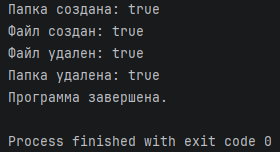 Папка создана: true
Файл создан: true
Файл удален: true
Папка удалена: true
Программа завершена.

Process finished with exit code 0